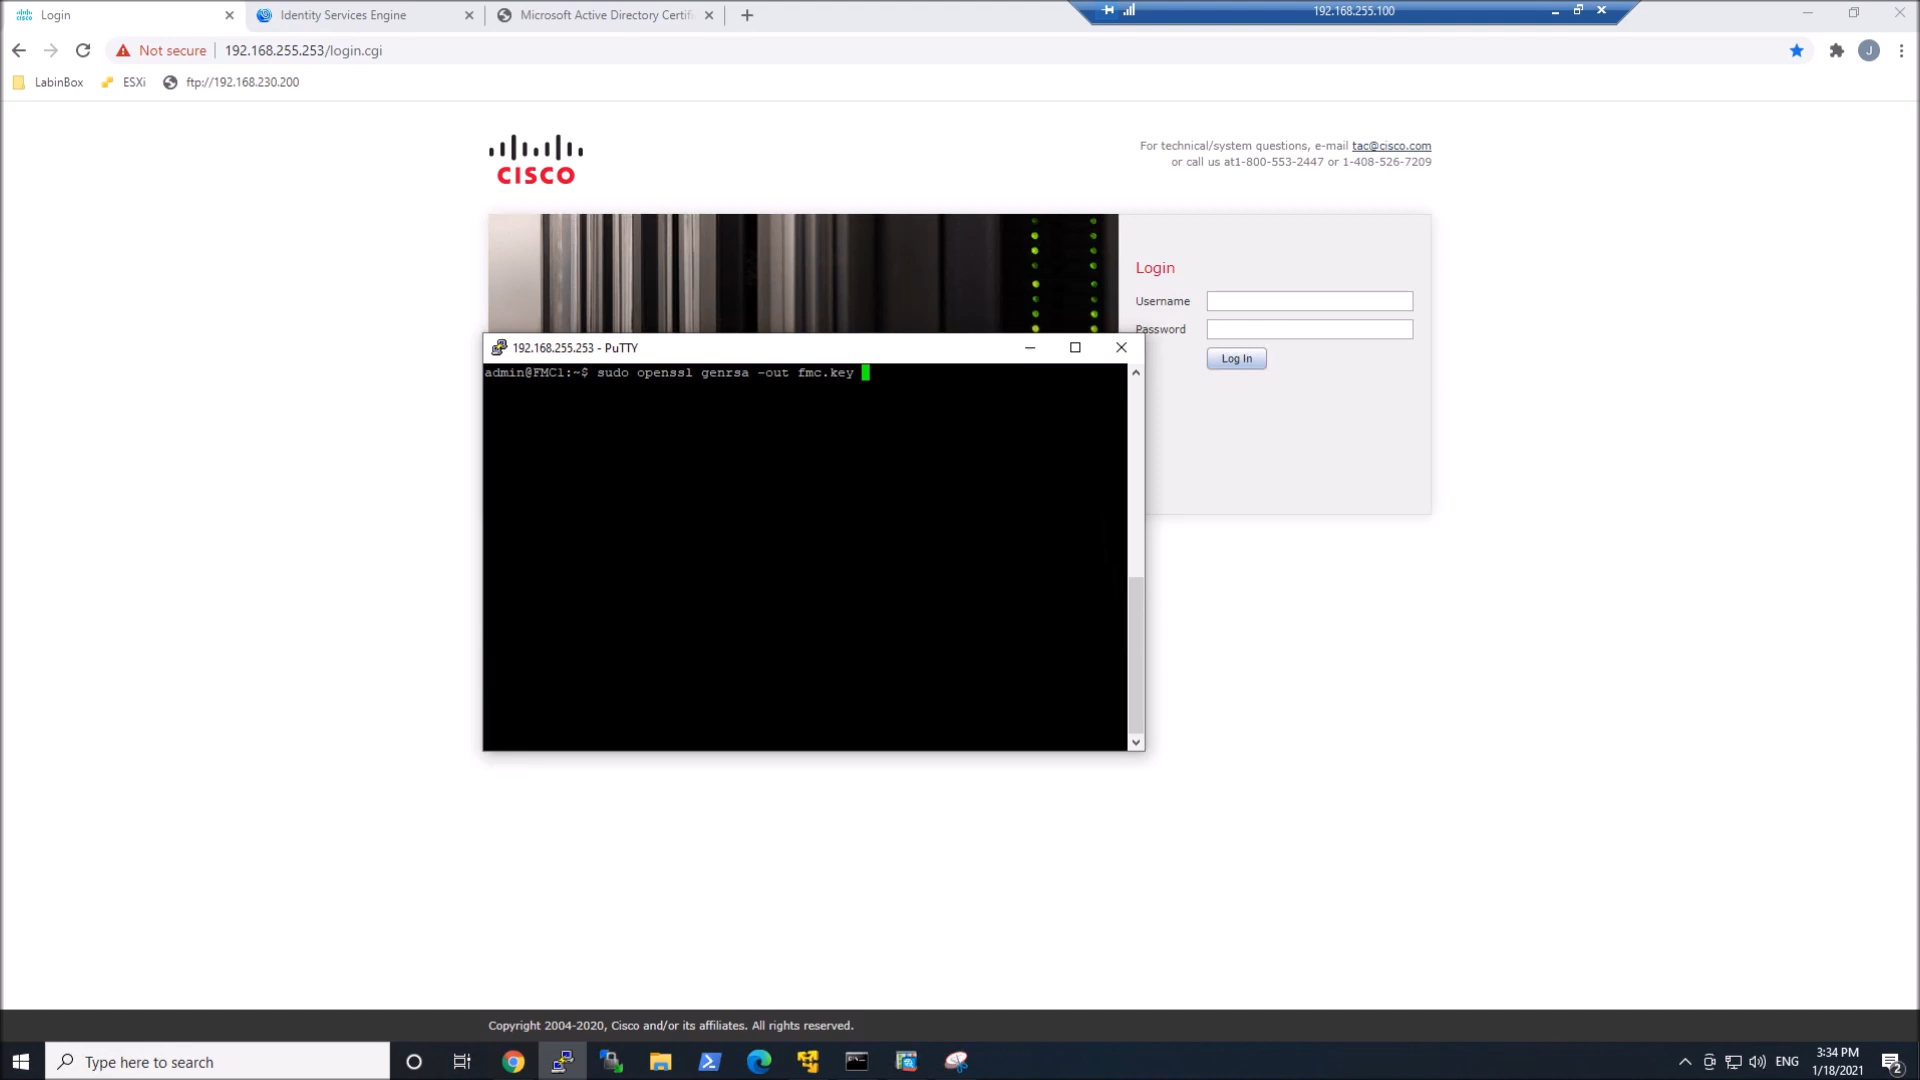 Login
Identity Services Engine
Microsoft Active Directory Certifi
192.168.255.100
Not secure
192.168.255.253/login.cgi
J
LabinBox
ESXi
ftp://192.168.230.200
CISCO
For technical/system questions, e-mail tac@cisco.com
or call us at1-800-553-2447 or 1-408-526-7209
Login
Username
Password
Log In
192.168.255.253 - PuTTY
admin@FMC1:~$ sudo openssl genrsa -out fmc.key
Copyright 2004-2020, Cisco and/or its affiliates. All rights reserved.
Type here to search
ENG
3:34 PM
1/18/2021
2